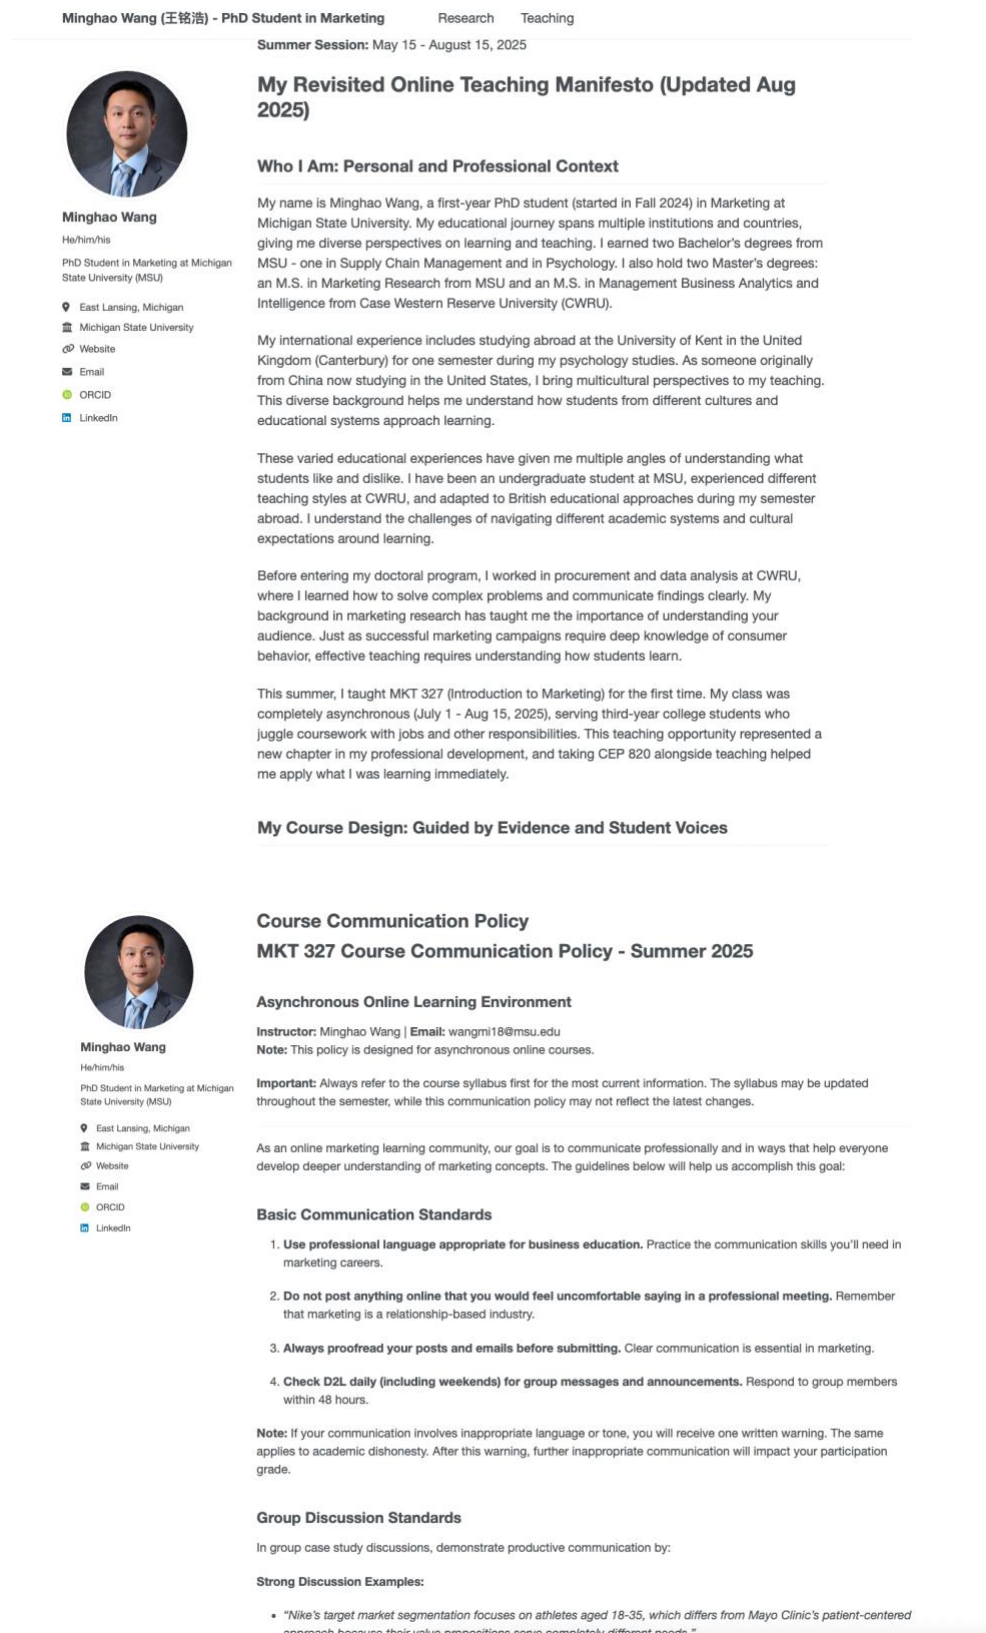 Minghao Wang (王铭浩) - PhD Student in Marketing Research Teaching
Summer Session: May 15 - August 15, 2025
Minghao Wang
He/him/his
PhD Student in Marketing at Michigan
State University (MSU)
East Lansing, Michigan
Michigan State University
Website
Email
ORCID
LinkedIn
My Revisited Online Teaching Manifesto (Updated Aug
2025)
Who I Am: Personal and Professional Context
My name is Minghao Wang, a first-year PhD student (started in Fall 2024) in Marketing at
Michigan State University. My educational journey spans multiple institutions and countries,
giving me diverse perspectives on learning and teaching. I earned two Bachelor's degrees from
MSU - one in Supply Chain Management and in Psychology. I also hold two Master's degrees:
an M.S. in Marketing Research from MSU and an M.S. in Management Business Analytics and
Intelligence from Case Western Reserve University (CWRU).
My international experience includes studying abroad at the University of Kent in the United
Kingdom (Canterbury) for one semester during my psychology studies. As someone originally
from China now studying in the United States, I bring multicultural perspectives to my teaching.
This diverse background helps me understand how students from different cultures and
educational systems approach learning.
These varied educational experiences have given me multiple angles of understanding what
students like and dislike. I have been an undergraduate student at MSU, experienced different
teaching styles at CWRU, and adapted to British educational approaches during my semester
abroad. I understand the challenges of navigating different academic systems and cultural
expectations around learning.
Before entering my doctoral program, I worked in procurement and data analysis at CWRU,
where I learned how to solve complex problems and communicate findings clearly. My
background in marketing research has taught me the importance of understanding your
audience. Just as successful marketing campaigns require deep knowledge of consumer
behavior, effective teaching requires understanding how students learn.
This summer, I taught MKT 327 (Introduction to Marketing) for the first time. My class was
completely asynchronous (July 1 - Aug 15, 2025), serving third-year college students who
juggle coursework with jobs and other responsibilities. This teaching opportunity represented a
new chapter in my professional development, and taking CEP 820 alongside teaching helped
me apply what I was learning immediately.
My Course Design: Guided by Evidence and Student Voices
Minghao Wang
He/him/his
PhD Student in Marketing at Michigan
State University (MSU)
East Lansing, Michigan
Michigan State University
Website
Email
ORCID
LinkedIn
Course Communication Policy
MKT 327 Course Communication Policy - Summer 2025
Asynchronous Online Learning Environment
Instructor: Minghao Wang | Email: wangmi18@msu.edu
Note: This policy is designed for asynchronous online courses.
Important: Always refer to the course syllabus first for the most current information. The syllabus may be updated
throughout the semester, while this communication policy may not reflect the latest changes.
As an online marketing learning community, our goal is to communicate professionally and in ways that help everyone
develop deeper understanding of marketing concepts. The guidelines below will help us accomplish this goal:
Basic Communication Standards
1. Use professional language appropriate for business education. Practice the communication skills you'll need in
marketing careers.
2. Do not post anything online that you would feel uncomfortable saying in a professional meeting. Remember
that marketing is a relationship-based industry.
3. Always proofread your posts and emails before submitting. Clear communication is essential in marketing.
4. Check D2L daily (including weekends) for group messages and announcements. Respond to group members
within 48 hours.
Note: If your communication involves inappropriate language or tone, you will receive one written warning. The same
applies to academic dishonesty. After this warning, further inappropriate communication will impact your participation
grade.
Group Discussion Standards
In group case study discussions, demonstrate productive communication by:
Strong Discussion Examples:
• "Nike's target market segmentation focuses on athletes aged 18-35, which differs from Mayo Clinic's patient-centered
approach because their value propositions serve completely different needs."